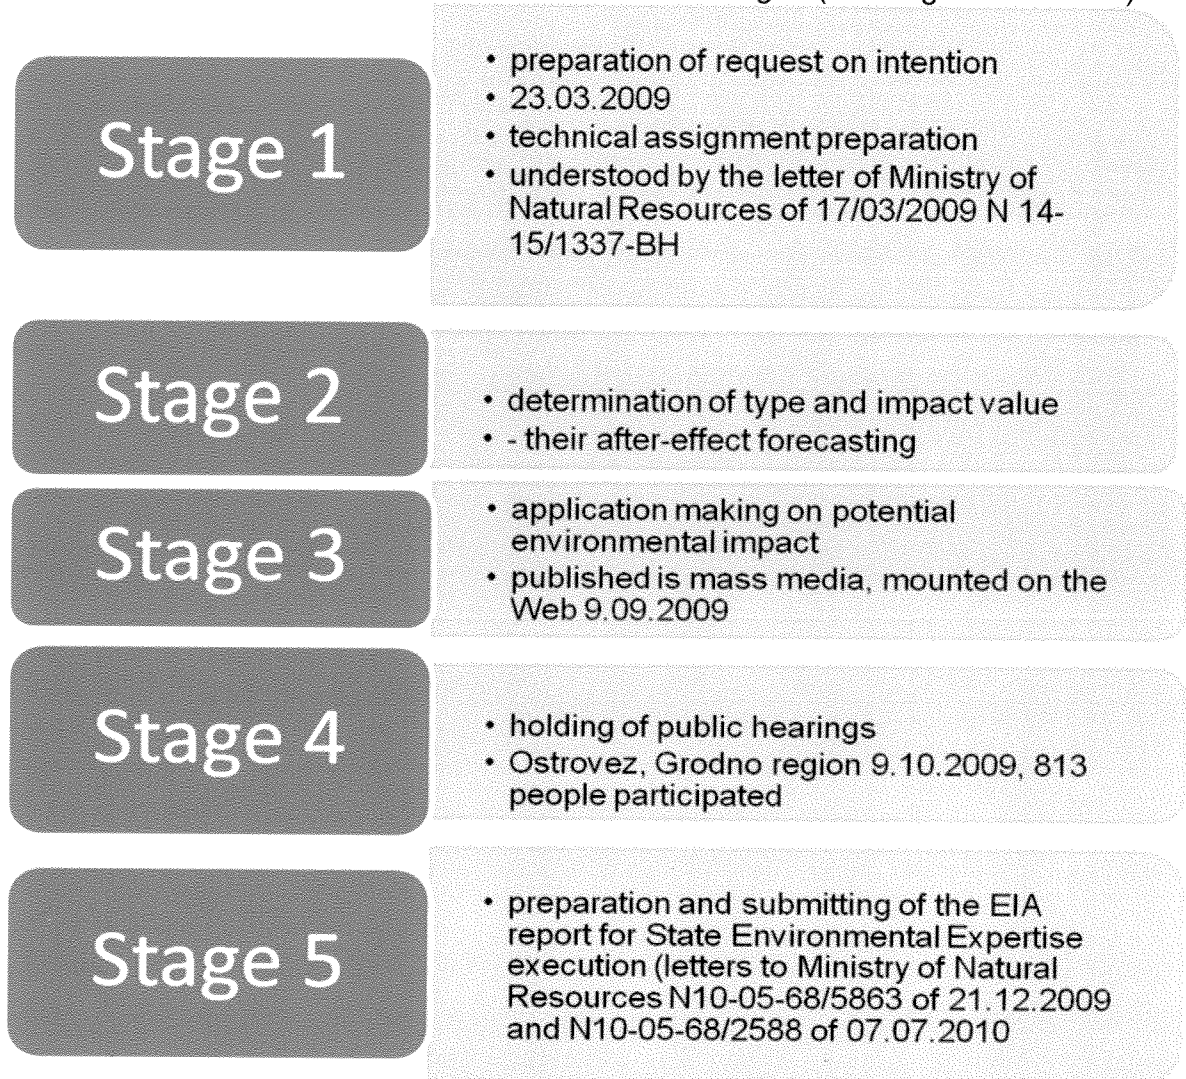 Stage 1
• preparation of request on intention
• 23.03.2009
• technical assignment preparation
• understood by the letter of Ministry of
Natural Resources of 17/03/2009 N 14-
15/1337-BH
Stage 2
• determination of type and impact value
• - their after-effect forecasting
Stage 3
• application making on potential
environmental impact
• published is mass media, mounted on the
Web 9.09.2009
Stage 4
• holding of public hearings
• Ostrovez, Grodno region 9.10.2009, 813
people participated
Stage 5
• preparation and submitting of the EIA
report for State Environmental Expertise
execution (letters to Ministry of Natural
Resources N10-05-68/5863 of 21.12.2009
and N10-05-68/2588 of 07.07.2010